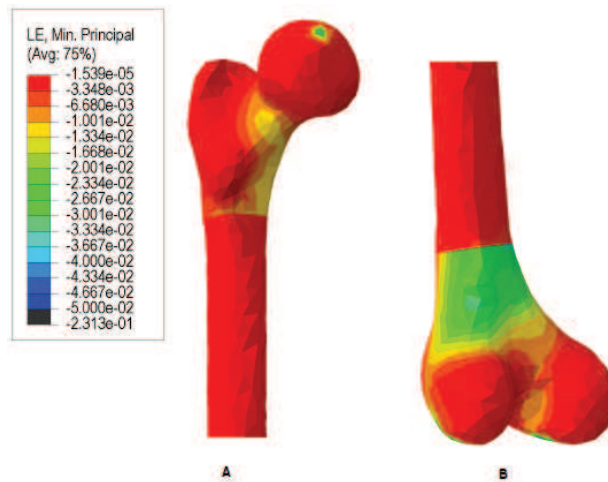 LE, Min. Principal
(Avg: 75%)
-1.539e-05
-3.348e-03
-6.680e-03
-1.001e-02
-1.334e-02
-1.668e-02
-2.001e-02
-2.334e-02
-2.667e-02
-3.001e-02
-3.334e-02
-3.667e-02
-4.000e-02
-4.334e-02
-4.667e-02
-5.000e-02
-2.313e-01
A
B